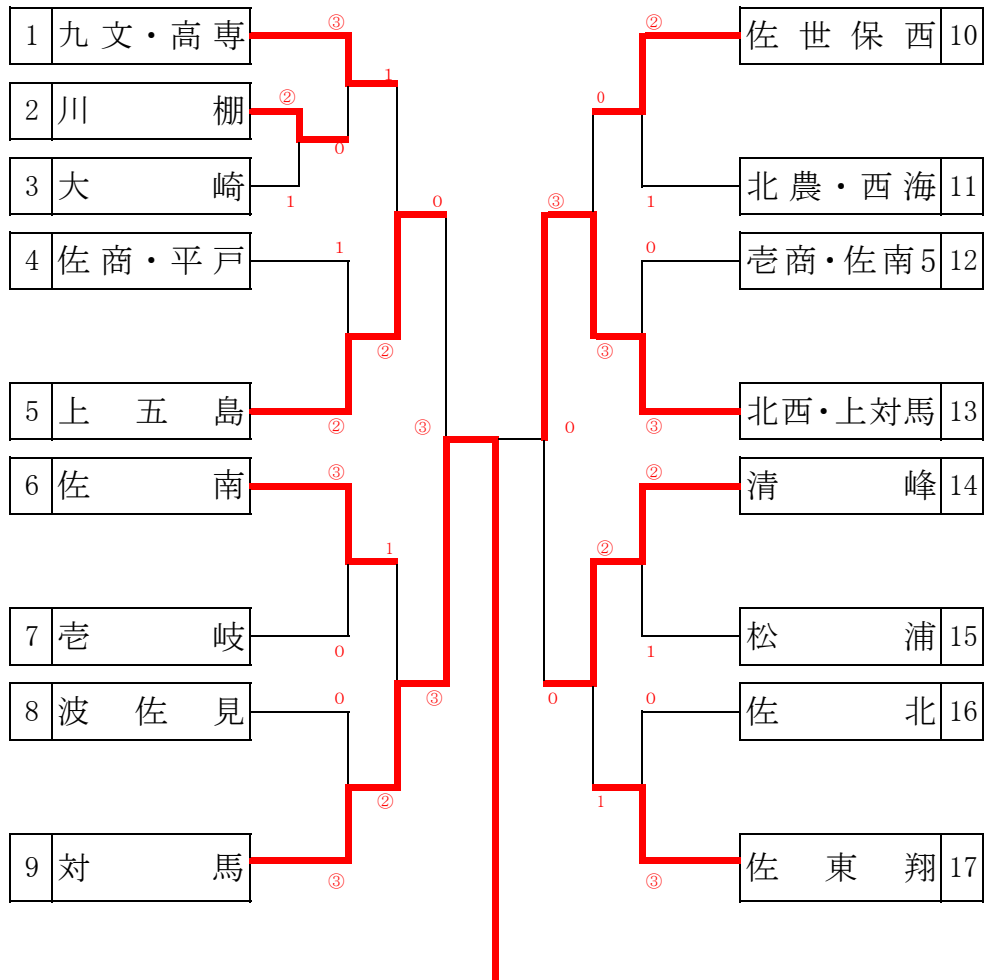 1 九文・高専 ③ ② 佐世保西 10
1
2 川棚 ② 0
0
3 大崎 1 1 北農・西海 11
0 ③
4 佐商・平戸 1 0 壱商・佐南5 12
② ③
5 上五島 ② ③ 北西・上対馬 13
③ 0
6 佐南 ③ ② 清峰 14
1 ②
7 壱岐 0 1 松浦 15
8 波佐見 0 ③ 0 0 佐北 16
② 1
9 対馬 ③ ③ 佐東翔 17